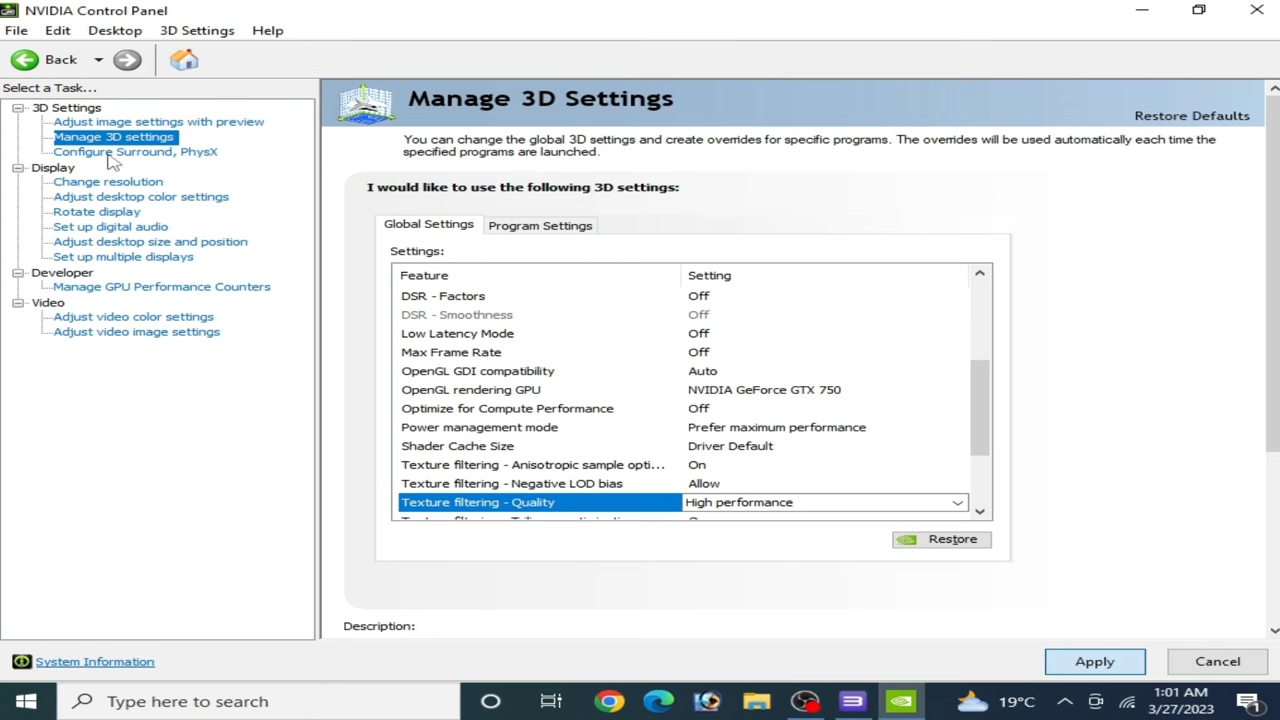 NVIDIA Control Panel
File Edit Desktop 3D Settings Help
Back
Select a Task...
3D Settings
Adjust image settings with preview
Manage 3D settings
Configure Surround, PhysX
Display
Change resolution
Adjust desktop color settings
Rotate display
Set up digital audio
Adjust desktop size and position
Set up multiple displays
Developer
Manage GPU Performance Counters
Video
Adjust video color settings
Adjust video image settings
System Information
Manage 3D Settings
Restore Defaults
You can change the global 3D settings and create overrides for specific programs. The overrides will be used automatically each time the
specified programs are launched.
I would like to use the following 3D settings:
Global Settings Program Settings
Settings:
Feature Setting
DSR - Factors Off
DSR - Smoothness Off
Low Latency Mode Off
Max Frame Rate Off
OpenGL GDI compatibility Auto
OpenGL rendering GPU NVIDIA GeForce GTX 750
Optimize for Compute Performance Off
Power management mode Prefer maximum performance
Shader Cache Size Driver Default
Texture filtering - Anisotropic sample opti... On
Texture filtering - Negative LOD bias Allow
Texture filtering - Quality High performance
Restore
Description:
Apply Cancel
Type here to search
19°C
1:01 AM
3/27/2023
1